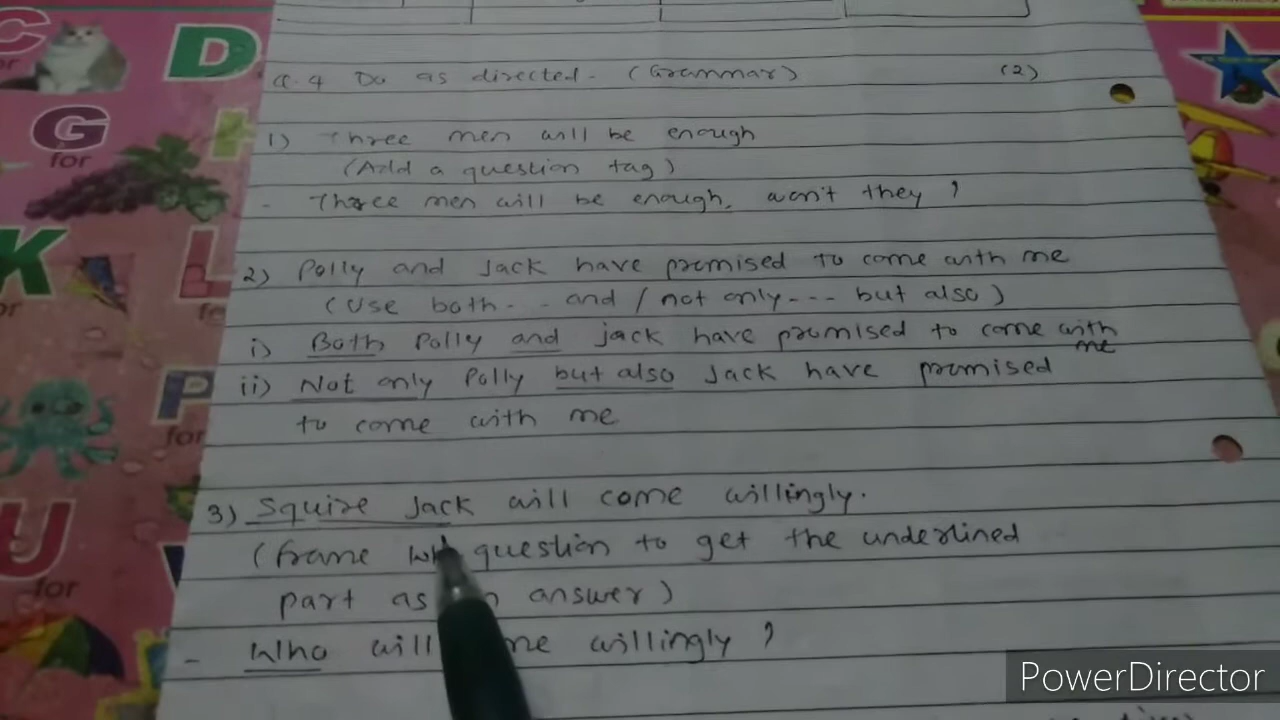 Q.4 Do as directed. (Grammar) (2)
1) Three men will be enough
(Add a question tag)
- Three men will be enough, won't they ?
2) Polly and Jack have promised to come with me
(Use both - - and / not only - - - but also)
i) Both Polly and Jack have promised to come with me
ii) Not only Polly but also Jack have promised
to come with me
3) Squire Jack will come willingly.
(frame question to get the underlined
part as answer)
- Who will willingly ?
C
for
D
G
for
K
L
P
for
U
for
PowerDirector